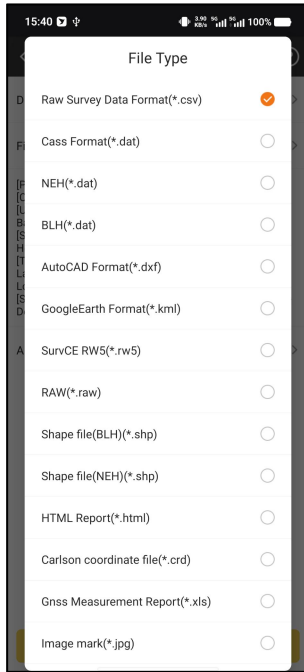 15:40
3.90 KB/s 5G 5G 100%
File Type
Raw Survey Data Format(*.csv)
Cass Format(*.dat)
NEH(*.dat)
BLH(*.dat)
AutoCAD Format(*.dxf)
GoogleEarth Format(*.kml)
SurvCE RW5(*.rw5)
RAW(*.raw)
Shape file(BLH)(*.shp)
Shape file(NEH)(*.shp)
HTML Report(*.html)
Carlson coordinate file(*.crd)
Gnss Measurement Report(*.xls)
Image mark(*.jpg)